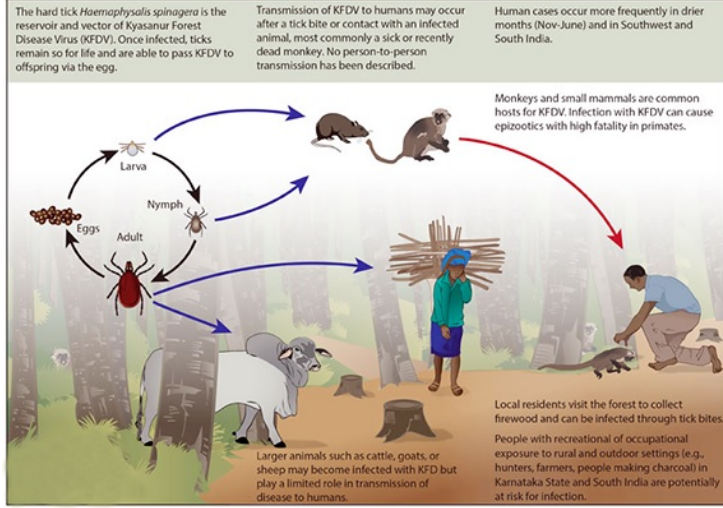 The hard tick Haemaphysalis spinagera is the
reservoir and vector of Kyasanur Forest
Disease Virus (KFDV). Once infected, ticks
remain so for life and are able to pass KFDV to
offspring via the egg.
Transmission of KFDV to humans may occur
after a tick bite or contact with an infected
animal, most commonly a sick or recently
dead monkey. No person-to-person
transmission has been described.
Human cases occur more frequently in drier
months (Nov-June) and in Southwest and
South India.
Monkeys and small mammals are common
hosts for KFDV. Infection with KFDV can cause
epizootics with high fatality in primates.
Larva
Nymph
Eggs
Adult
Larger animals such as cattle, goats, or
sheep may become infected with KFD but
play a limited role in transmission of
disease to humans.
Local residents visit the forest to collect
firewood and can be infected through tick bites.
People with recreational of occupational
exposure to rural and outdoor settings (e.g.,
hunters, farmers, people making charcoal) in
Karnataka State and South India are potentially
at risk for infection.